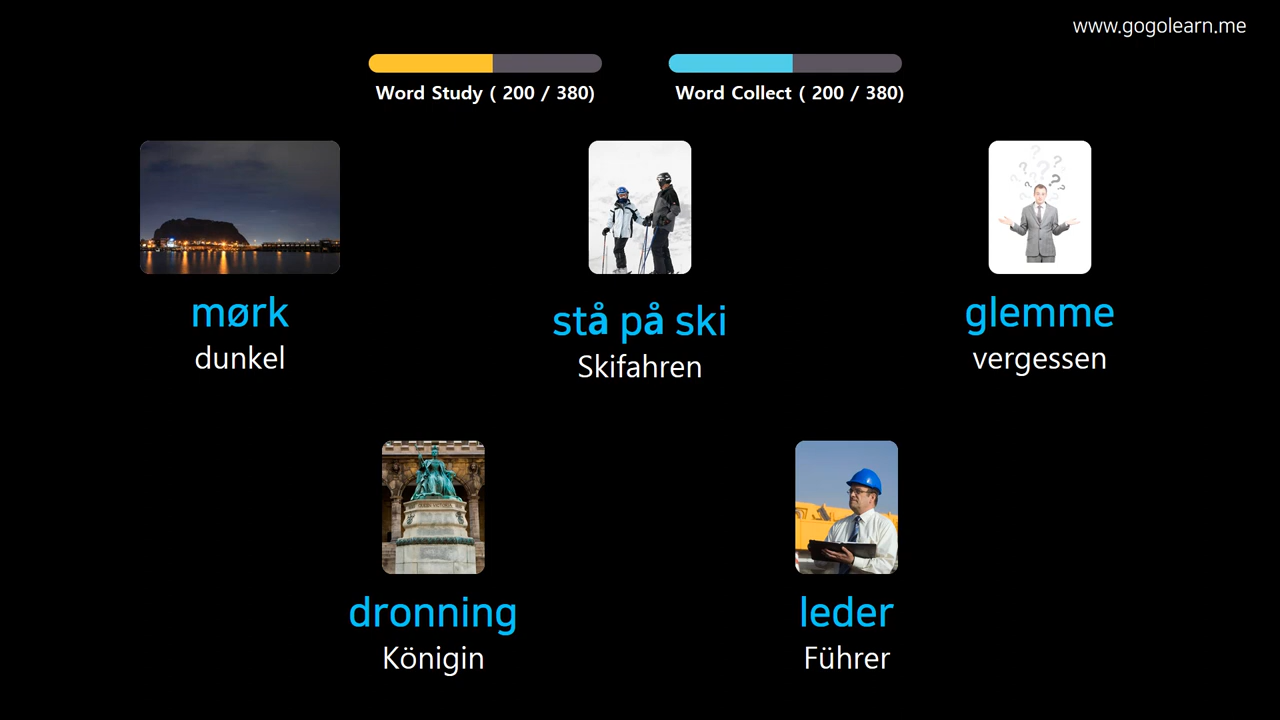 www.gogolearn.me
Word Study ( 200 / 380)
Word Collect ( 200 / 380)
mørk
dunkel
stå på ski
Skifahren
glemme
vergessen
dronning
Königin
leder
Führer